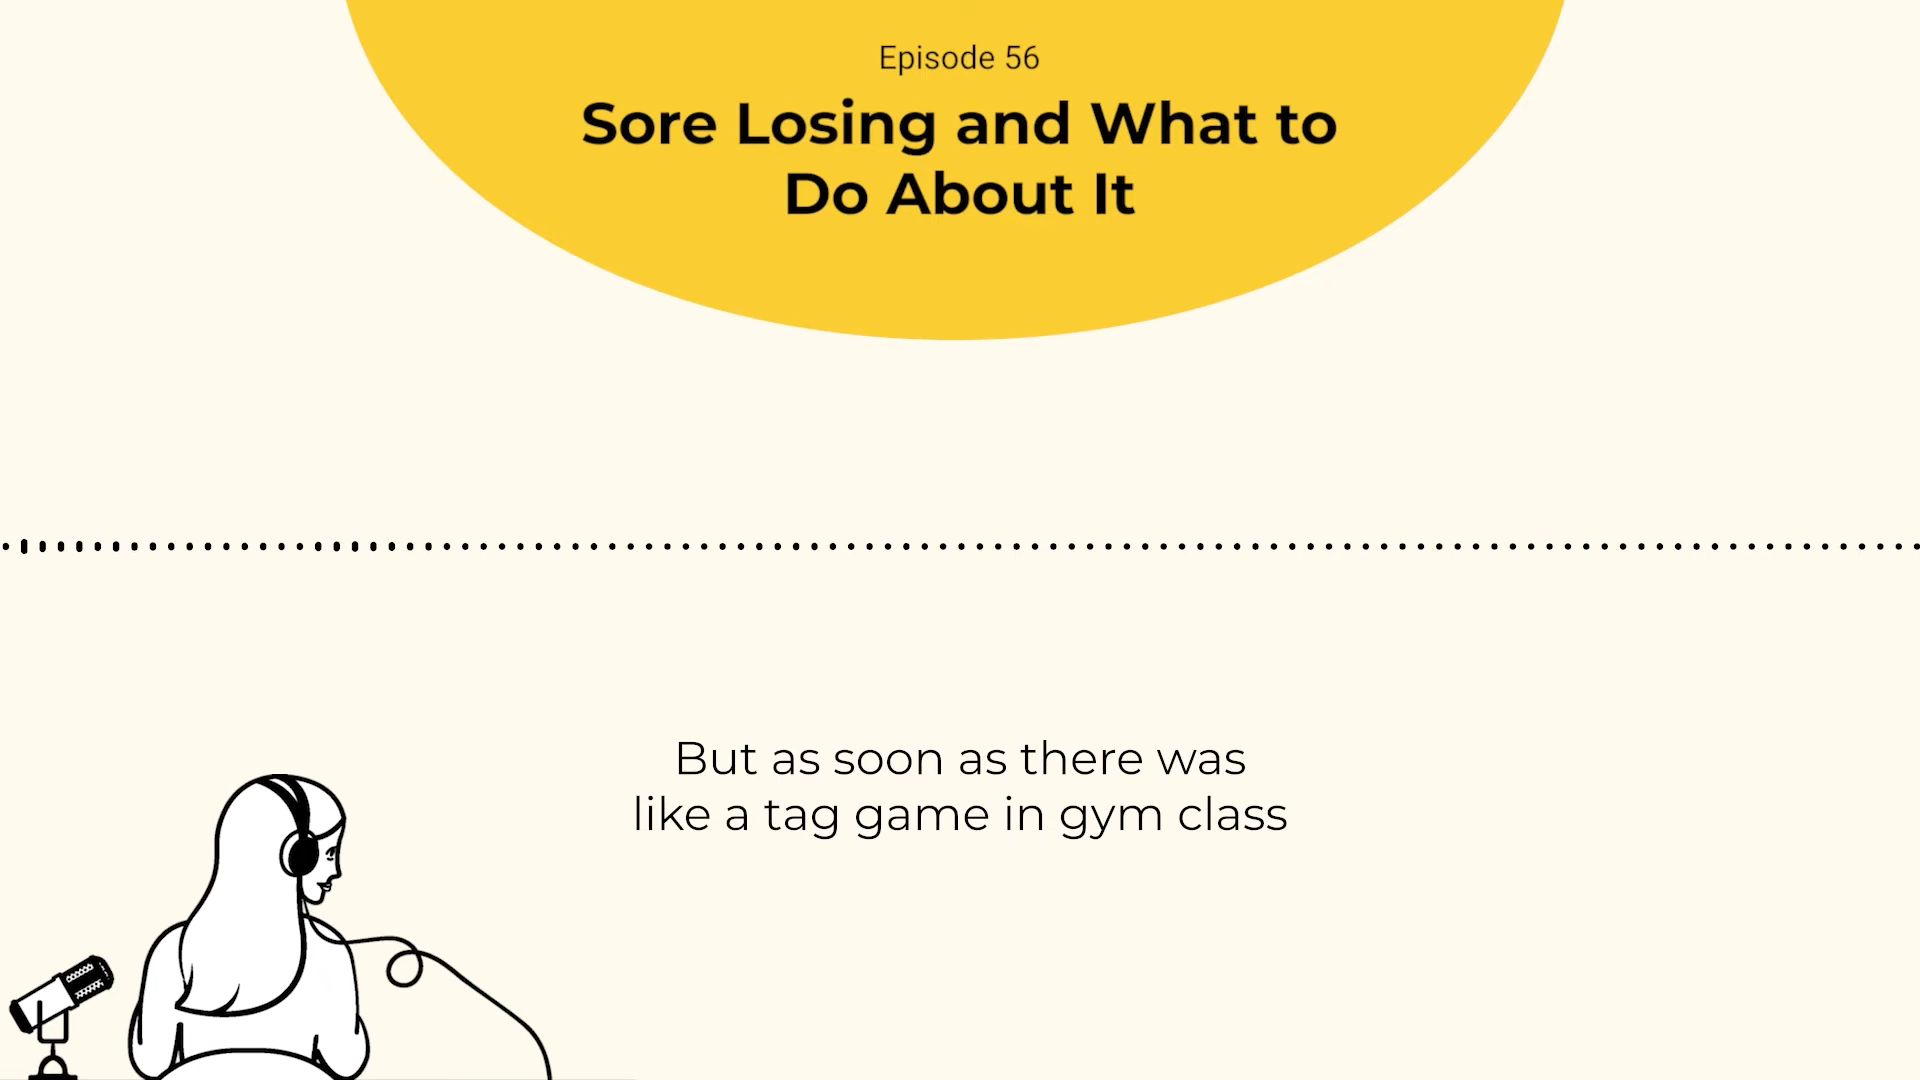 Episode 56
Sore Losing and What to
Do About It
But as soon as there was
like a tag game in gym class